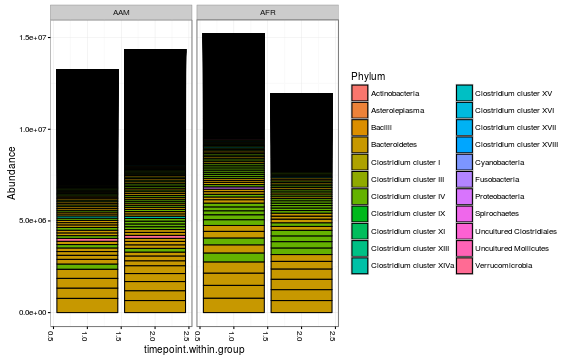 AAM AFR
1.5e+07
1.0e+07
5.0e+06
0.0e+00
Abundance
0.5 1.0 1.5 2.0 2.5 0.5 1.0 1.5 2.0 2.5
timepoint.within.group
Phylum
Actinobacteria
Asteroleplasma
Bacilli
Bacteroidetes
Clostridium cluster I
Clostridium cluster III
Clostridium cluster IV
Clostridium cluster IX
Clostridium cluster XI
Clostridium cluster XIII
Clostridium cluster XIVa
Clostridium cluster XV
Clostridium cluster XVI
Clostridium cluster XVII
Clostridium cluster XVIII
Cyanobacteria
Fusobacteria
Proteobacteria
Spirochaetes
Uncultured Clostridiales
Uncultured Mollicutes
Verrucomicrobia